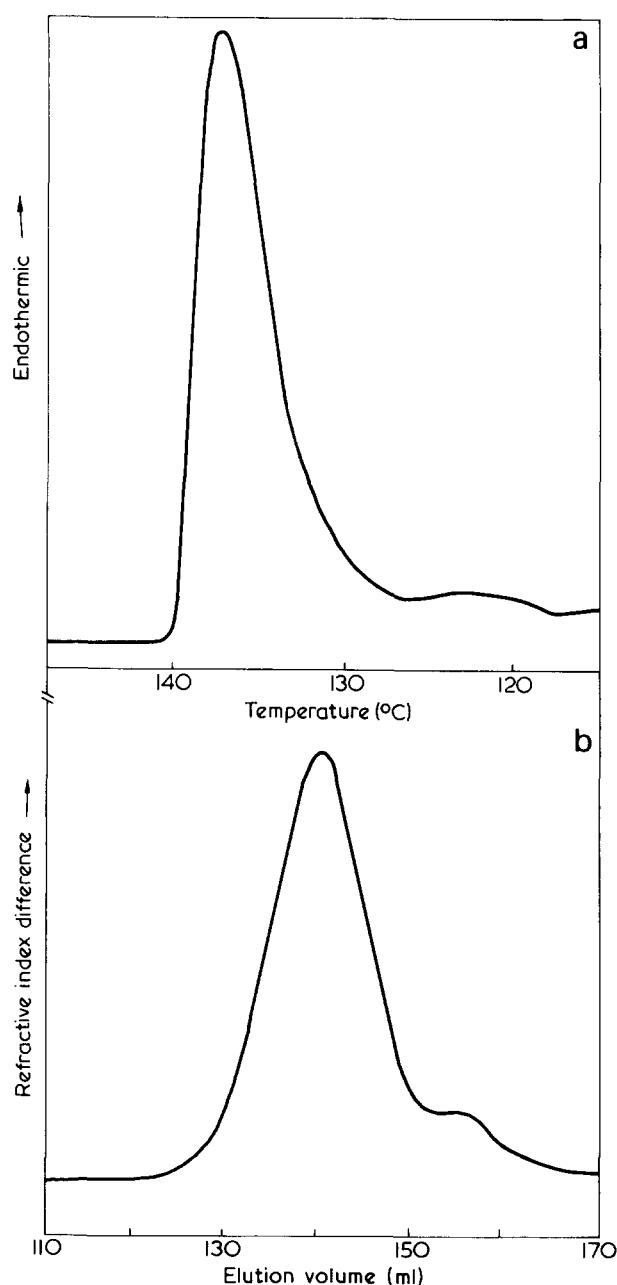 a
Endothermic →
140 130 120
Temperature (°C)
b
Refractive index difference →
110 130 150 170
Elution volume (ml)